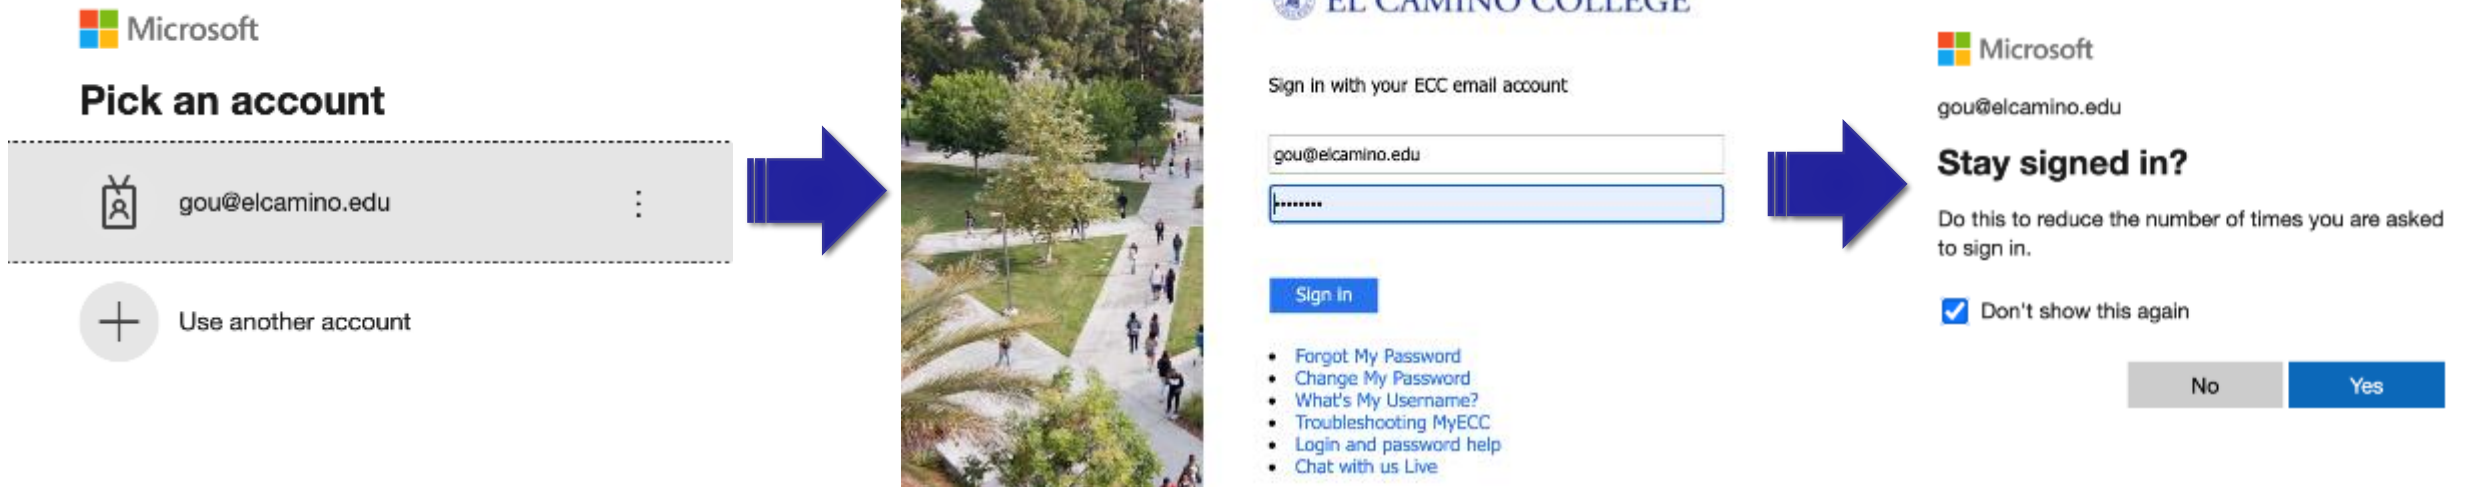 Microsoft
Pick an account
gou@elcamino.edu
Use another account
EL CAMINO COLLEGE
Sign in with your ECC email account
gou@elcamino.edu
Sign in
Forgot My Password
Change My Password
What's My Username?
Troubleshooting MyECC
Login and password help
Chat with us Live
Microsoft
gou@elcamino.edu
Stay signed in?
Do this to reduce the number of times you are asked
to sign in.
Don't show this again
No
Yes